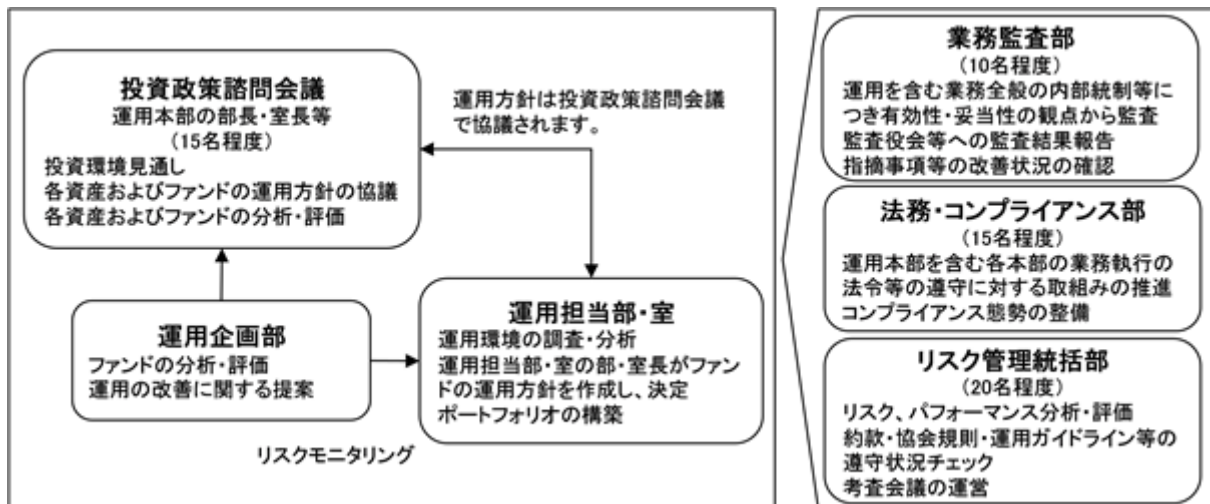 投資政策諮問会議
運用本部の部長・室長等
(15名程度)
投資環境見通し
各資産およびファンドの運用方針の協議
各資産およびファンドの分析・評価
運用方針は投資政策諮問会議
で協議されます。
運用企画部
ファンドの分析・評価
運用の改善に関する提案
運用担当部・室
運用環境の調査・分析
運用担当部・室の部・室長がファン
ドの運用方針を作成し、決定
ポートフォリオの構築
リスクモニタリング
業務監査部
(10名程度)
運用を含む業務全般の内部統制等に
つき有効性・妥当性の観点から監査
監査役会等への監査結果報告
指摘事項等の改善状況の確認
法務・コンプライアンス部
(15名程度)
運用本部を含む各本部の業務執行の
法令等の遵守に対する取組みの推進
コンプライアンス態勢の整備
リスク管理統括部
(20名程度)
リスク、パフォーマンス分析・評価
約款・協会規則・運用ガイドライン等の
遵守状況チェック
考査会議の運営